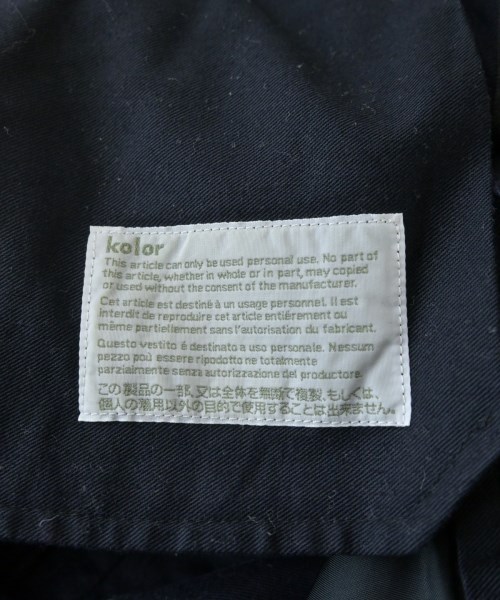 kolor
This article can only be used personal use. No part of
this article, whether in whole or in part, may copied
or used without the consent of the manufacturer.
Cet article est destiné à un usage personnel. Il est
interdit de reproduire cet article entiérement ou
même partiellement sans l'autorisation du fabricant.
Questo vestito é destinato a uso personale. Nessum
pezzo poù essere ripodotto ne totalmente
parzialmente senza autorizzazione del productore.
この製品の一部、又は全体を無断で複製、もしくは、
個人の着用以外の目的で使用することは出来ません。